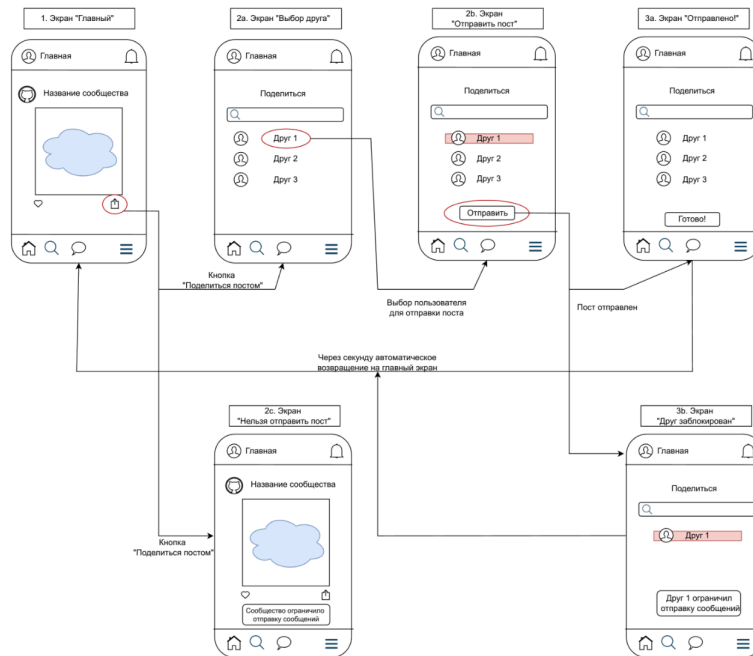 1. Экран "Главный"
2а. Экран "Выбор друга"
2b. Экран
"Отправить пост"
3а. Экран "Отправлено!"
Главная
Название сообщества
Главная
Поделиться
Друг 1
Друг 2
Друг 3
Главная
Поделиться
Друг 1
Друг 2
Друг 3
Отправить
Главная
Поделиться
Друг 1
Друг 2
Друг 3
Готово!
Кнопка
"Поделиться постом"
Выбор пользователя
для отправки поста
Пост отправлен
Через секунду автоматическое
возвращение на главный экран
2с. Экран
"Нельзя отправить пост"
3b. Экран
"Друг заблокирован"
Кнопка
"Поделиться постом"
Главная
Название сообщества
Сообщество ограничило
отправку сообщений
Главная
Поделиться
Друг 1
Друг 1 ограничил
отправку сообщений